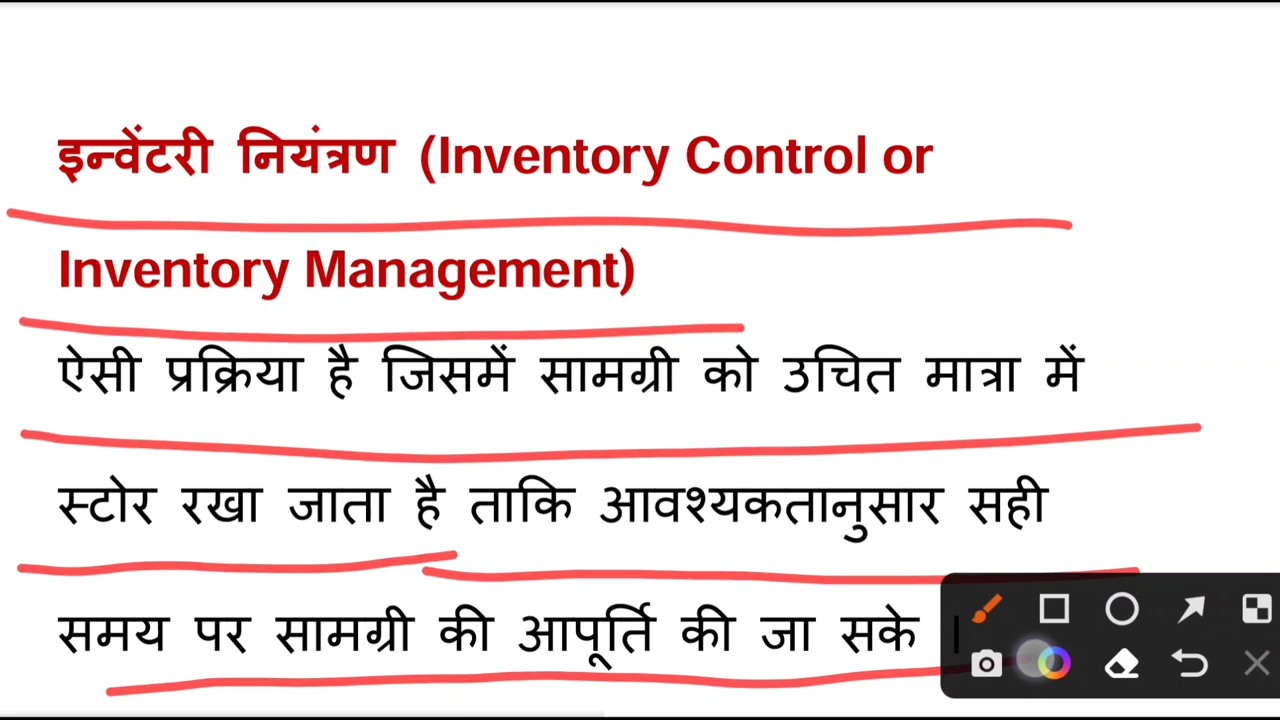 इन्वेंटरी नियंत्रण (Inventory Control or
Inventory Management)
ऐसी प्रक्रिया है जिसमें सामग्री को उचित मात्रा में
स्टोर रखा जाता है ताकि आवश्यकतानुसार सही
समय पर सामग्री की आपूर्ति की जा सके ।